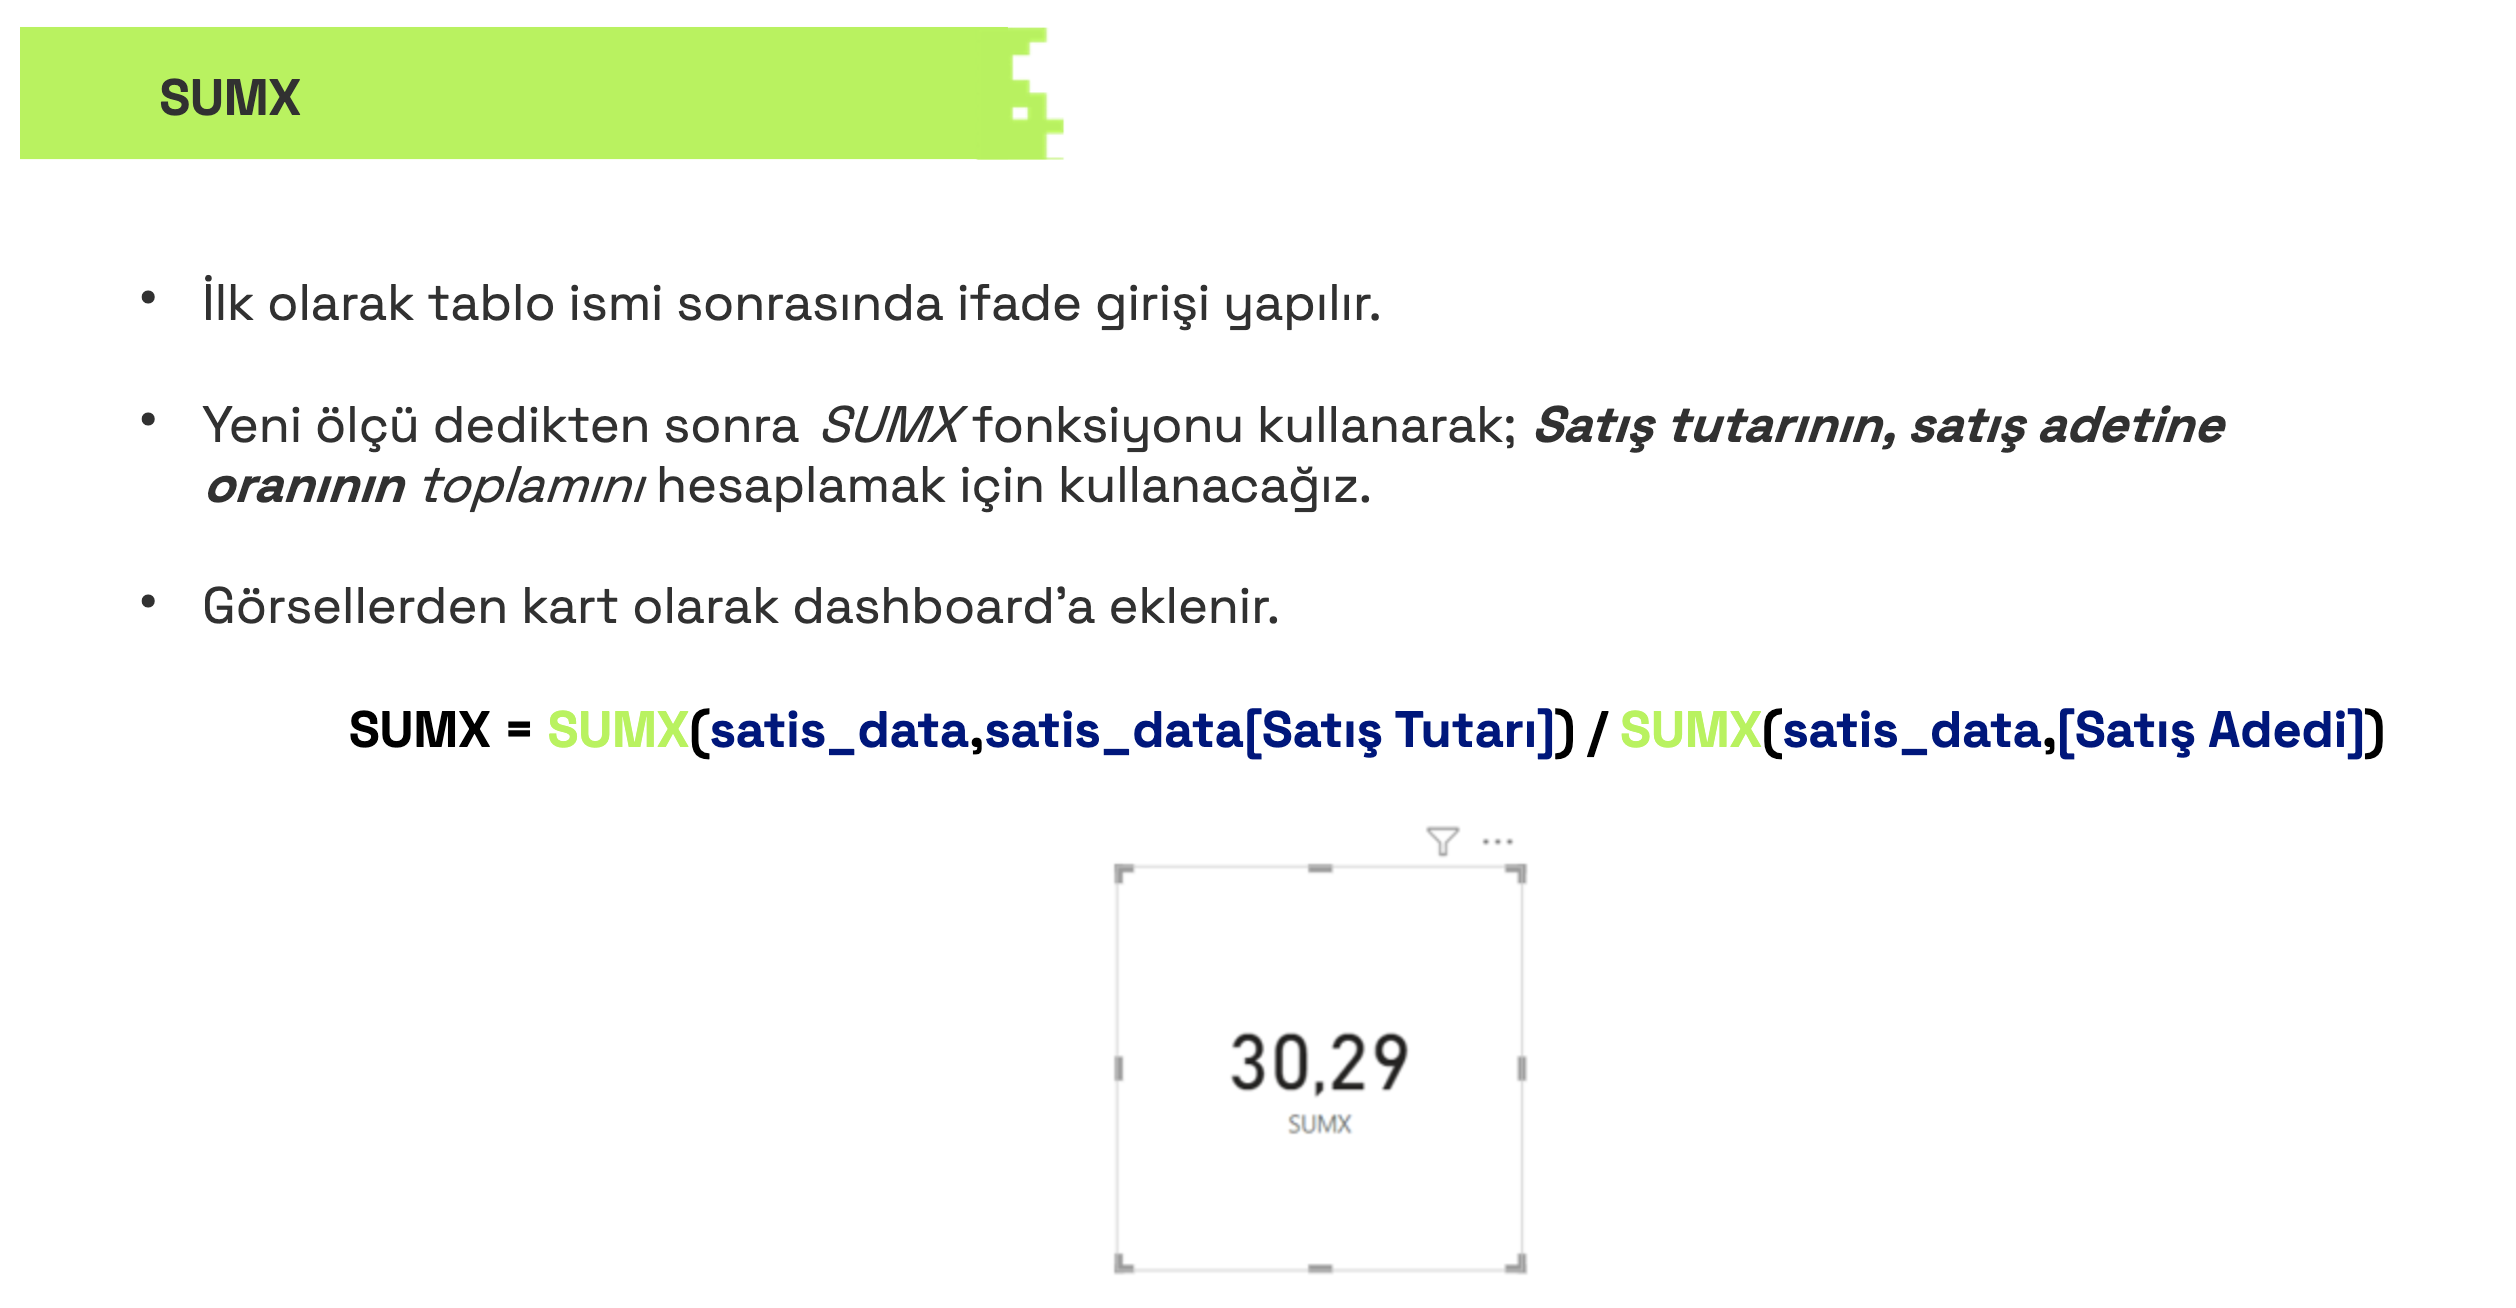 SUMX
• İlk olarak tablo ismi sonrasında ifade girişi yapılır.
• Yeni ölçü dedikten sonra SUMX fonksiyonu kullanarak; Satış tutarının, satış adetine
oranının toplamını hesaplamak için kullanacağız.
• Görsellerden kart olarak dashboard'a eklenir.
SUMX = SUMX(satis_data,satis_data[Satış Tutarı]) / SUMX(satis_data,[Satış Adedi])
30,29
SUMX